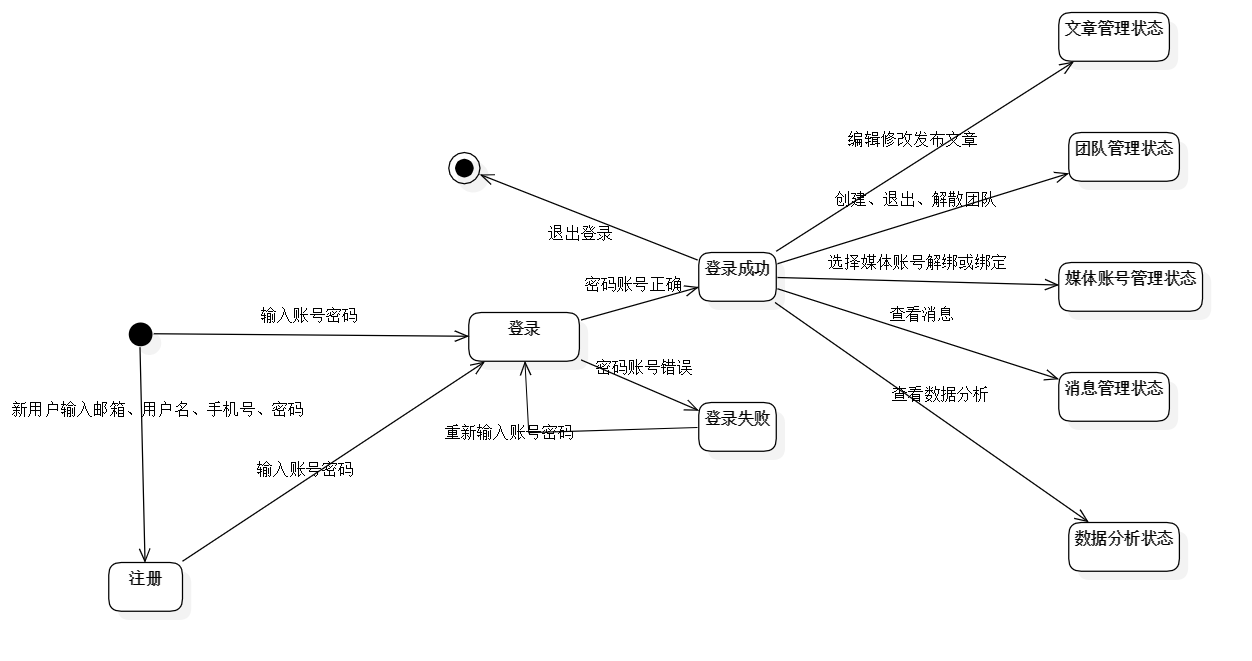 文章管理状态
编辑修改发布文章
团队管理状态
创建、退出、解散团队
退出登录
登录成功
选择媒体账号解绑或绑定
媒体账号管理状态
密码账号正确
输入账号密码
登录
查看消息
密码账号错误
消息管理状态
查看数据分析
新用户输入邮箱、用户名、手机号、密码
登录失败
重新输入账号密码
输入账号密码
数据分析状态
注册